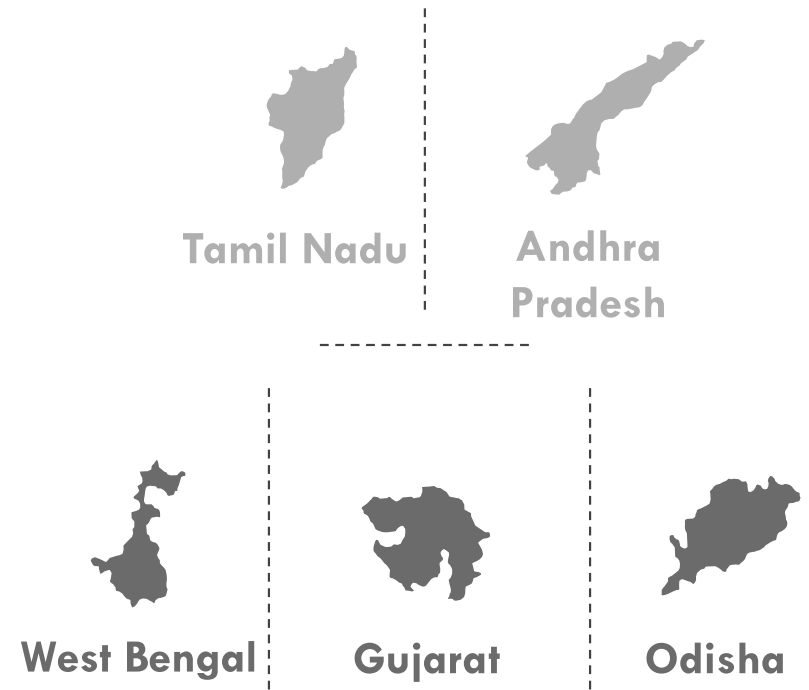 Tamil Nadu
Andhra
Pradesh
West Bengal
Gujarat
Odisha